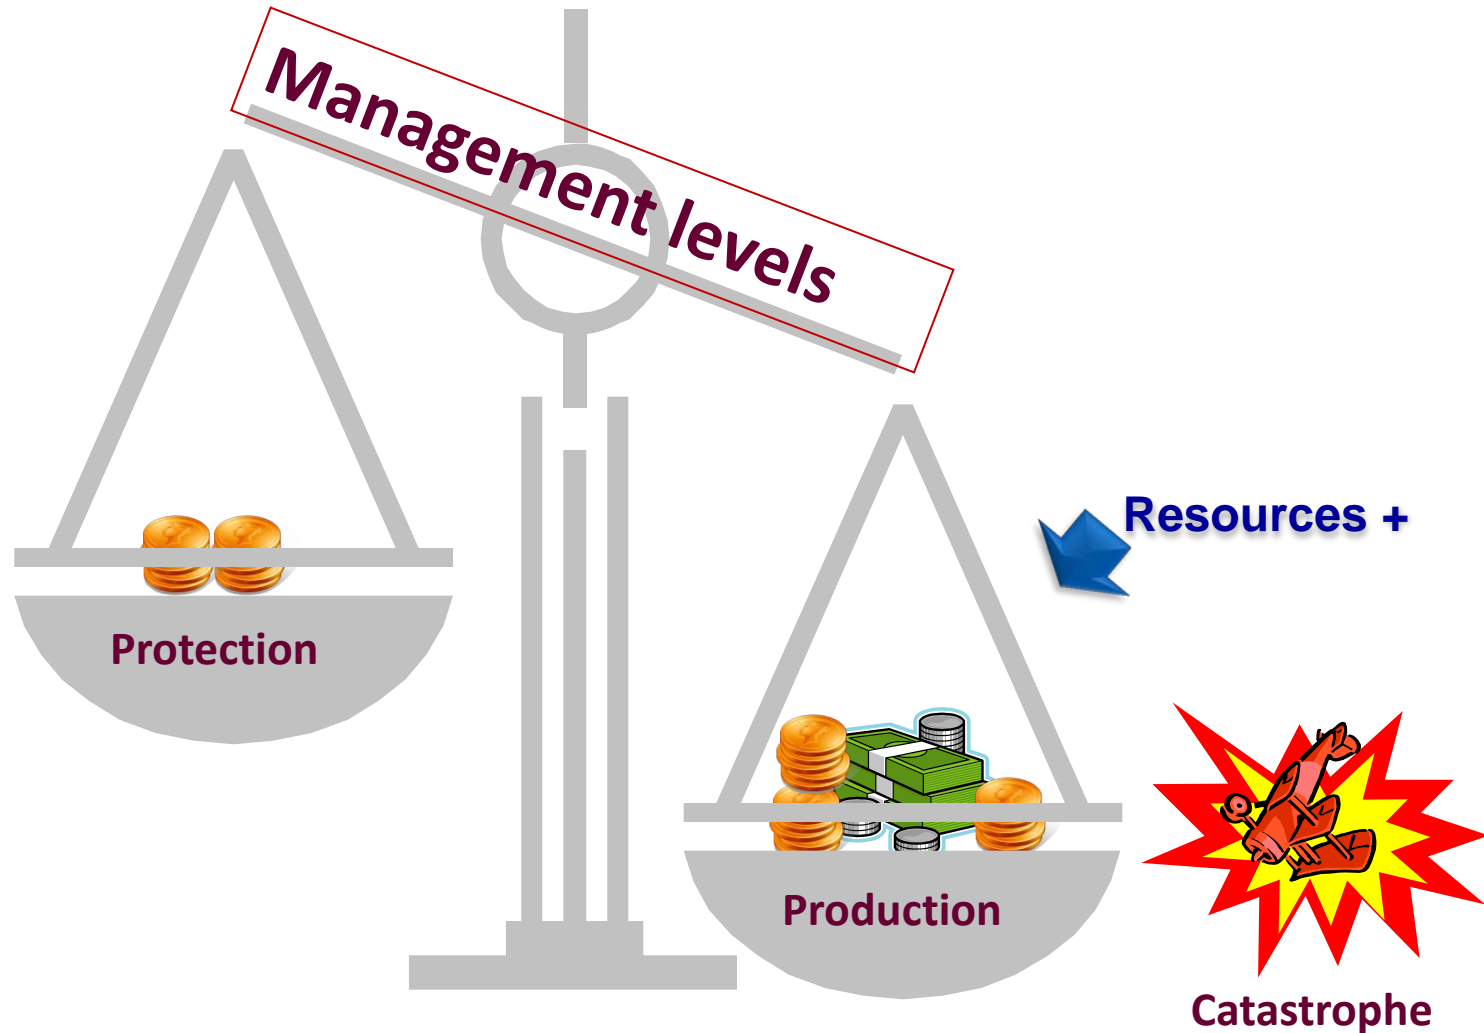 Management levels
Resources +
Protection
Production
Catastrophe